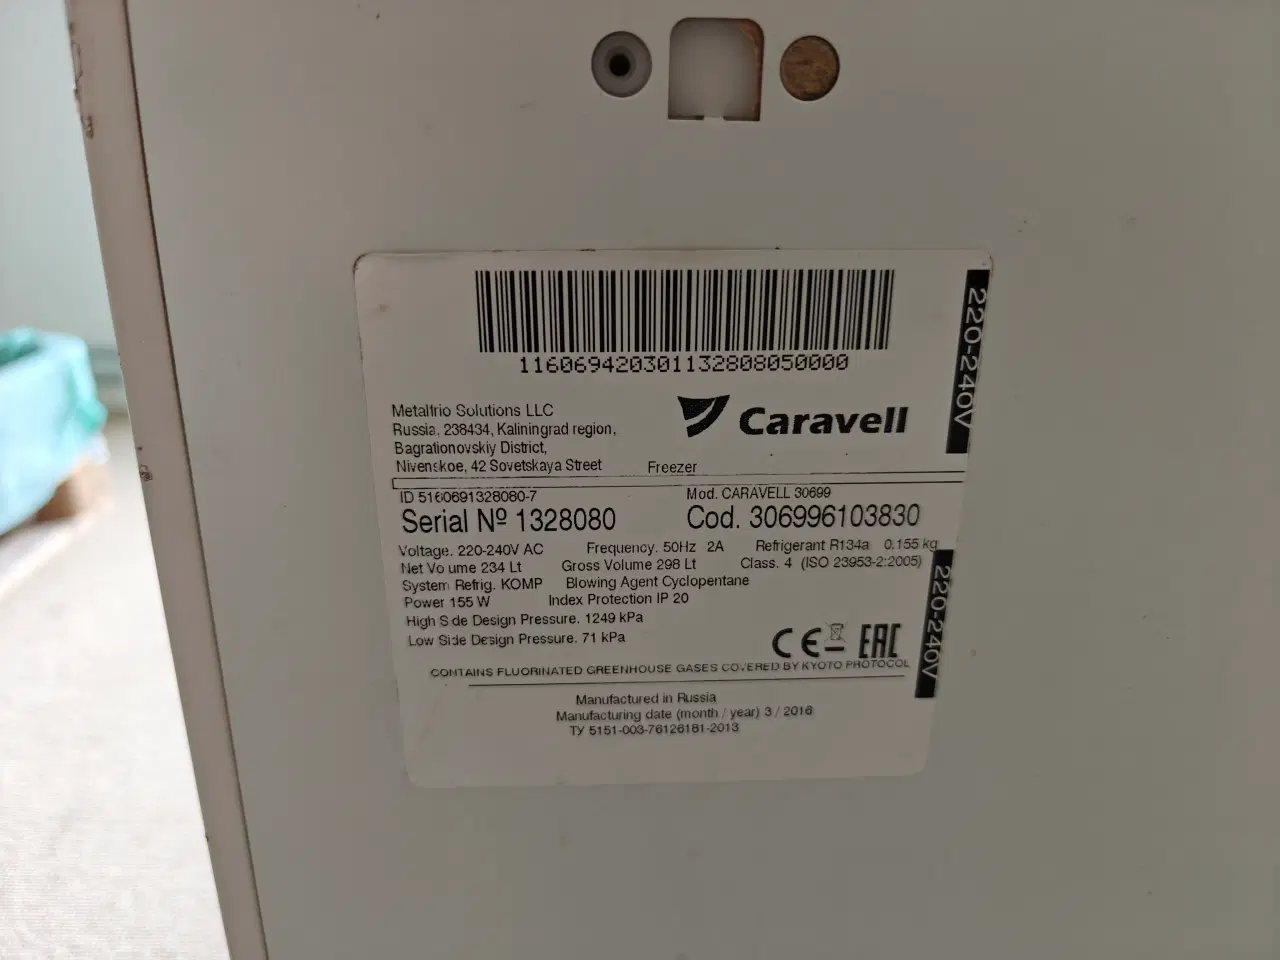 116069420301132808050000
220-240V
Metalfrio Solutions LLC
Russia, 238434, Kaliningrad region,
Bagrationovskiy District,
Nivenskoe, 42 Sovetskaya Street
Caravell
Freezer
ID 5160691328080-7
Mod. CARAVELL 30699
Serial Nº 1328080
Cod. 306996103830
Voltage. 220-240V AC Frequency. 50Hz 2A Refrigerant R134a 0.155 kg
Net Volume 234 Lt Gross Volume 298 Lt Class. 4 (ISO 23953-2:2005)
System Refrig. KOMP Blowing Agent Cyclopentane
Power 155 W Index Protection IP 20
High Side Design Pressure. 1249 kPa
Low Side Design Pressure. 71 kPa
CE EAC
220-240V
CONTAINS FLUORINATED GREENHOUSE GASES COVERED BY KYOTO PROTOCOL
Manufactured in Russia
Manufacturing date (month / year) 3 / 2016
ТУ 5151-003-76126181-2013